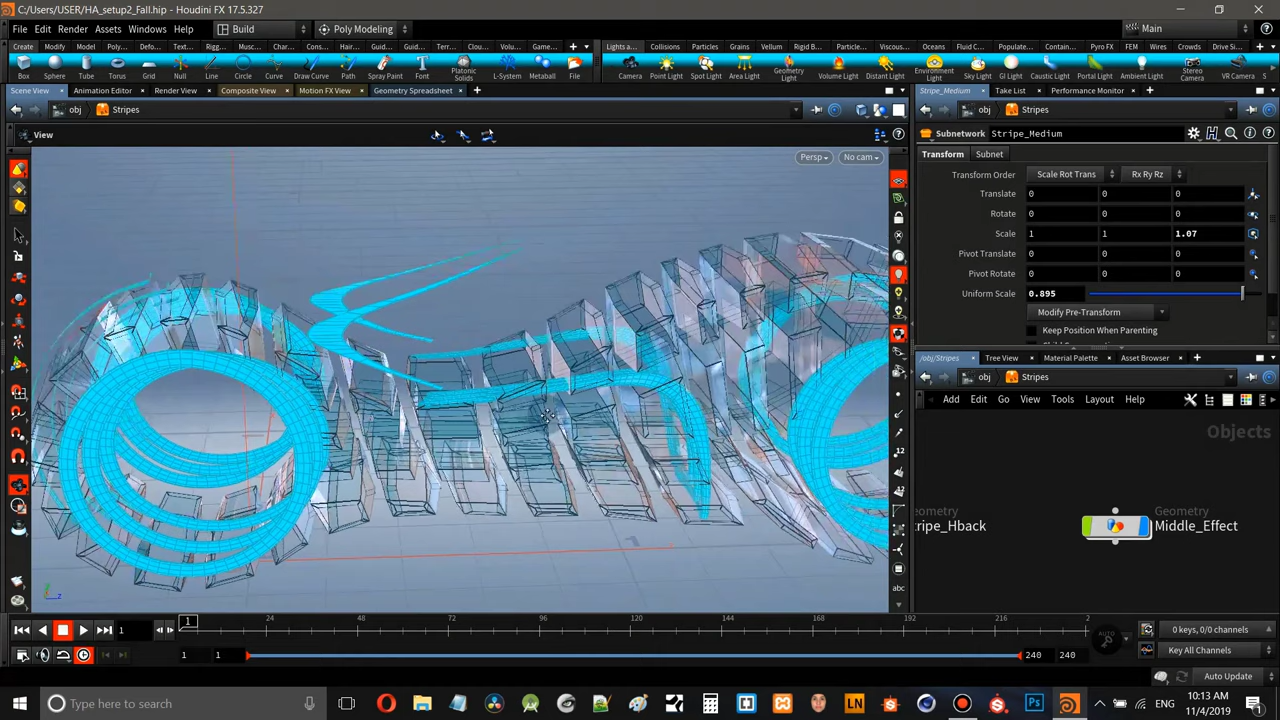 C:/Users/USER/HA_setup2_Fall.hip - Houdini FX 17.5.327
File Edit Render Assets Windows Help Build Poly Modeling Main
Create Modify Model Poly... Defo... Text... Rigg... Musc... Char... Cons... Hair... Guid... Guid... Terr... Clou... Volu... Game... Lights a... Collisions Particles Grains Vellum Rigid B... Particle... Viscous... Oceans Fluid C... Populate... Contain... Pyro FX FEM Wires Crowds Drive Si...
Box Sphere Tube Torus Grid Null Line Circle Curve Draw Curve Path Spray Paint Font Platonic Solids L-System Metaball File Camera Point Light Spot Light Area Light Geometry Light Volume Light Distant Light Environment Light Sky Light GI Light Caustic Light Portal Light Ambient Light Stereo Camera VR Camera S
Scene View Animation Editor Render View Composite View Motion FX View Geometry Spreadsheet
obj Stripes
View
Persp No cam
Stripe_Medium Take List Performance Monitor
obj Stripes
Subnetwork Stripe_Medium
Transform Subnet
Transform Order Scale Rot Trans Rx Ry Rz
Translate 0 0 0
Rotate 0 0 0
Scale 1 1 1.07
Pivot Translate 0 0 0
Pivot Rotate 0 0 0
Uniform Scale 0.895
Modify Pre-Transform
Keep Position When Parenting
/obj/Stripes Tree View Material Palette Asset Browser
obj Stripes
Add Edit Go View Tools Layout Help
Objects
Geometry
tripe_Hback
Geometry
Middle_Effect
12
12
abc
1 1 24 48 72 96 120 144 168 192 216 2
0 keys, 0/0 channels
1 1 240 240
AUTO
Key All Channels
Auto Update
Type here to search
LN
Ps
ENG
10:13 AM
11/4/2019